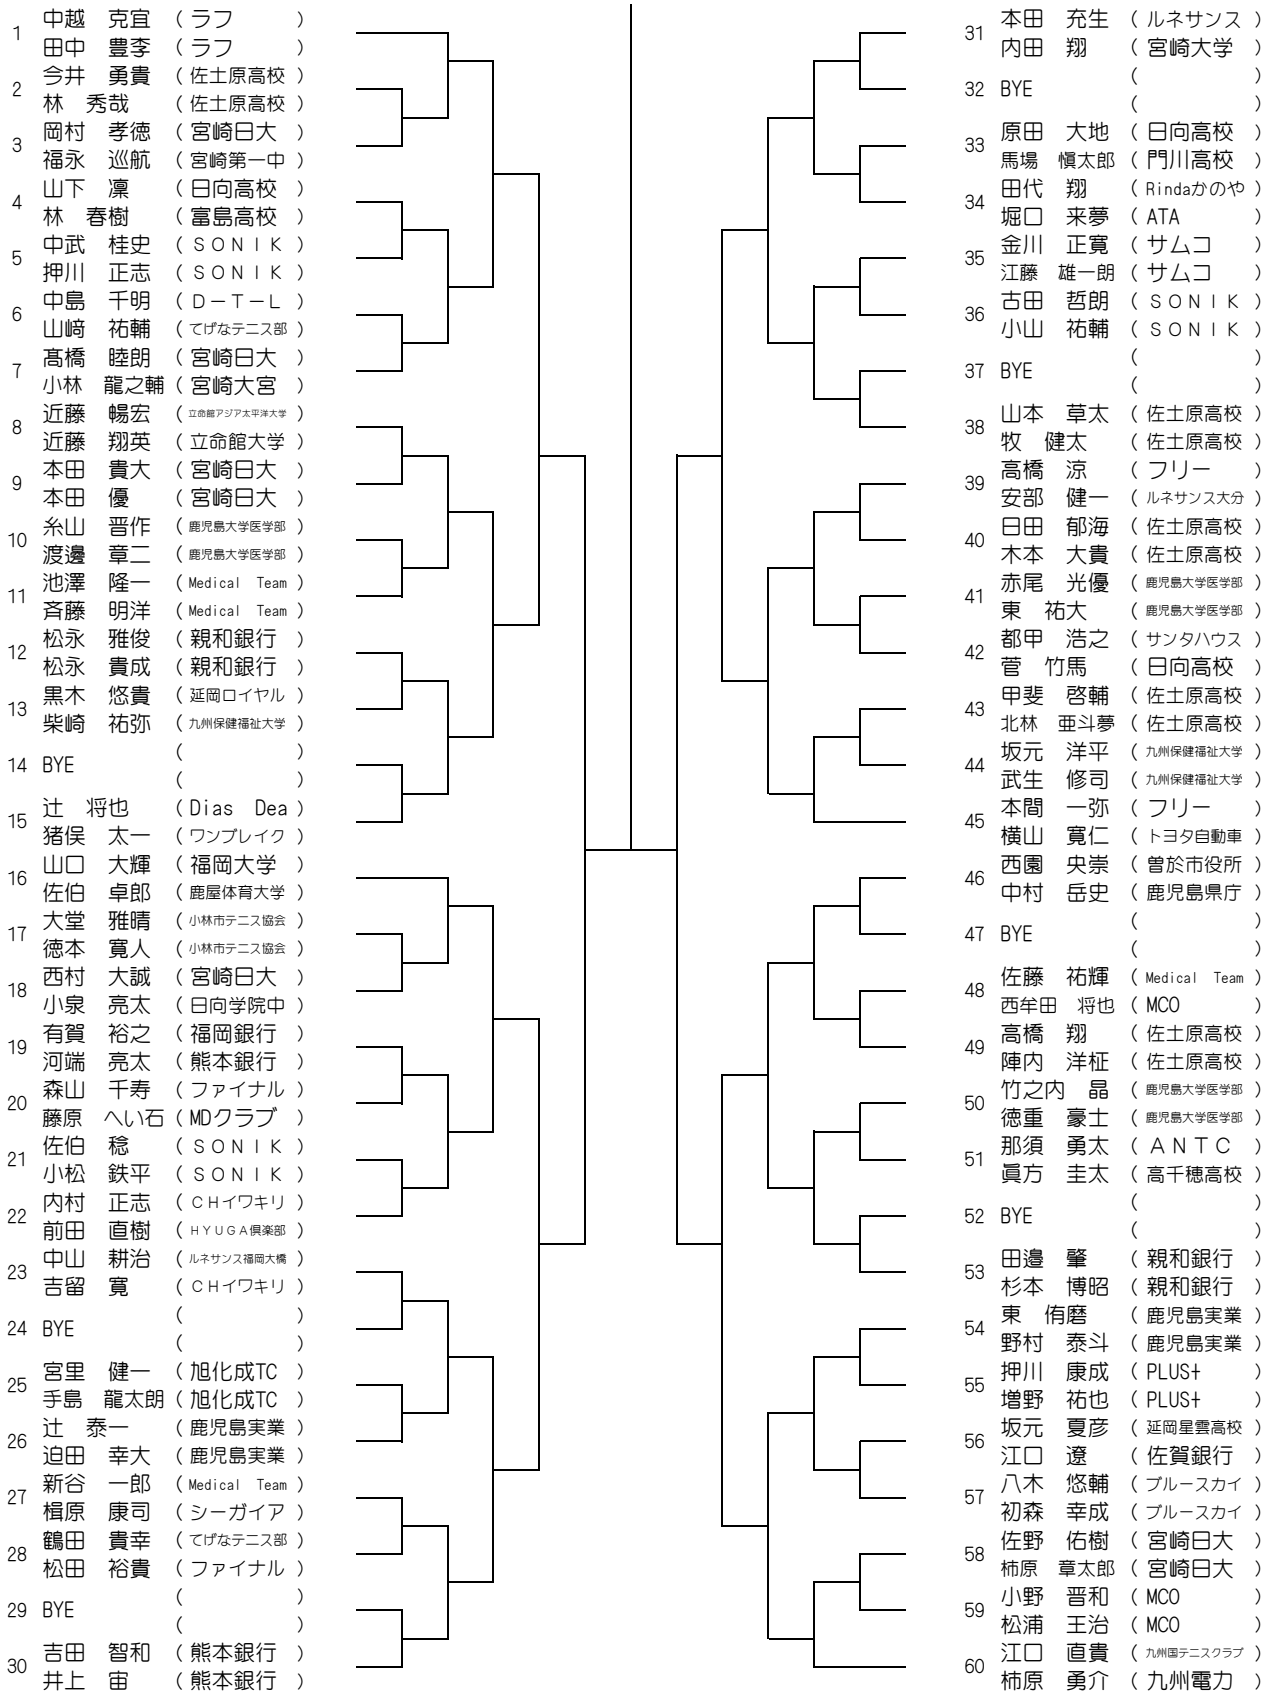 1 中越 克宜 ( ラフ )
田中 豊李 ( ラフ )
2 今井 勇貴 ( 佐土原高校 )
林 秀哉 ( 佐土原高校 )
3 岡村 孝徳 ( 宮崎日大 )
福永 巡航 ( 宮崎第一中 )
4 山下 凜 ( 日向高校 )
林 春樹 ( 富島高校 )
5 中武 桂史 ( ＳＯＮＩＫ )
押川 正志 ( ＳＯＮＩＫ )
6 中島 千明 ( Ｄ－Ｔ－Ｌ )
山﨑 祐輔 ( てげなテニス部 )
7 髙橋 睦朗 ( 宮崎日大 )
小林 龍之輔 ( 宮崎大宮 )
8 近藤 暢宏 ( 立命館アジア太平洋大学 )
近藤 翔英 ( 立命館大学 )
9 本田 貴大 ( 宮崎日大 )
本田 優 ( 宮崎日大 )
10 糸山 晋作 ( 鹿児島大学医学部 )
渡邊 章二 ( 鹿児島大学医学部 )
11 池澤 隆一 ( Medical Team )
斉藤 明洋 ( Medical Team )
12 松永 雅俊 ( 親和銀行 )
松永 貴成 ( 親和銀行 )
13 黒木 悠貴 ( 延岡ロイヤル )
柴崎 祐弥 ( 九州保健福祉大学 )
14 BYE ( )
( )
15 辻 将也 ( Dias Dea )
猪俣 太一 ( ワンブレイク )
16 山口 大輝 ( 福岡大学 )
佐伯 卓郎 ( 鹿屋体育大学 )
17 大堂 雅晴 ( 小林市テニス協会 )
徳本 寛人 ( 小林市テニス協会 )
18 西村 大誠 ( 宮崎日大 )
小泉 亮太 ( 日向学院中 )
19 有賀 裕之 ( 福岡銀行 )
河端 亮太 ( 熊本銀行 )
20 森山 千寿 ( ファイナル )
藤原 へい石 ( MDクラブ )
21 佐伯 稔 ( ＳＯＮＩＫ )
小松 鉄平 ( ＳＯＮＩＫ )
22 内村 正志 ( ＣＨイワキリ )
前田 直樹 ( ＨＹＵＧＡ倶楽部 )
23 中山 耕治 ( ルネサンス福岡大橋 )
吉留 寛 ( ＣＨイワキリ )
24 BYE ( )
( )
25 宮里 健一 ( 旭化成TC )
手島 龍太朗 ( 旭化成TC )
26 辻 泰一 ( 鹿児島実業 )
迫田 幸大 ( 鹿児島実業 )
27 新谷 一郎 ( Medical Team )
楫原 康司 ( シーガイア )
28 鶴田 貴幸 ( てげなテニス部 )
松田 裕貴 ( ファイナル )
29 BYE ( )
( )
30 吉田 智和 ( 熊本銀行 )
井上 宙 ( 熊本銀行 )
31 本田 充生 ( ルネサンス )
内田 翔 ( 宮崎大学 )
32 BYE ( )
( )
33 原田 大地 ( 日向高校 )
馬場 愼太郎 ( 門川高校 )
34 田代 翔 ( Rindaかのや )
堀口 来夢 ( ATA )
35 金川 正寛 ( サムコ )
江藤 雄一朗 ( サムコ )
36 古田 哲朗 ( ＳＯＮＩＫ )
小山 祐輔 ( ＳＯＮＩＫ )
37 BYE ( )
( )
38 山本 草太 ( 佐土原高校 )
牧 健太 ( 佐土原高校 )
39 高橋 涼 ( フリー )
安部 健一 ( ルネサンス大分 )
40 日田 郁海 ( 佐土原高校 )
木本 大貴 ( 佐土原高校 )
41 赤尾 光優 ( 鹿児島大学医学部 )
東 祐大 ( 鹿児島大学医学部 )
42 都甲 浩之 ( サンタハウス )
菅 竹馬 ( 日向高校 )
43 甲斐 啓輔 ( 佐土原高校 )
北林 亜斗夢 ( 佐土原高校 )
44 坂元 洋平 ( 九州保健福祉大学 )
武生 修司 ( 九州保健福祉大学 )
45 本間 一弥 ( フリー )
横山 寛仁 ( トヨタ自動車 )
46 西園 央崇 ( 曽於市役所 )
中村 岳史 ( 鹿児島県庁 )
47 BYE ( )
( )
48 佐藤 祐輝 ( Medical Team )
西牟田 将也 ( MCO )
49 高橋 翔 ( 佐土原高校 )
陣内 洋柾 ( 佐土原高校 )
50 竹之内 晶 ( 鹿児島大学医学部 )
徳重 豪士 ( 鹿児島大学医学部 )
51 那須 勇太 ( ＡＮＴＣ )
眞方 圭太 ( 高千穂高校 )
52 BYE ( )
( )
53 田邉 肇 ( 親和銀行 )
杉本 博昭 ( 親和銀行 )
54 東 侑磨 ( 鹿児島実業 )
野村 泰斗 ( 鹿児島実業 )
55 押川 康成 ( PLUS+ )
増野 祐也 ( PLUS+ )
56 坂元 夏彦 ( 延岡星雲高校 )
江口 遼 ( 佐賀銀行 )
57 八木 悠輔 ( ブルースカイ )
初森 幸成 ( ブルースカイ )
58 佐野 佑樹 ( 宮崎日大 )
柿原 章太郎 ( 宮崎日大 )
59 小野 晋和 ( MCO )
松浦 王治 ( MCO )
60 江口 直貴 ( 九州国テニスクラブ )
柿原 勇介 ( 九州電力 )